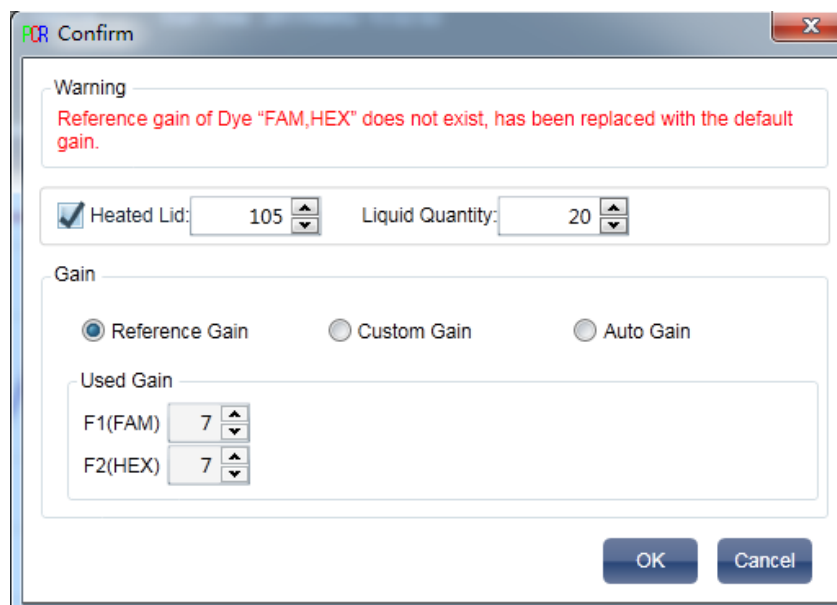 PCR Confirm
Warning
Reference gain of Dye “FAM,HEX” does not exist, has been replaced with the default
gain.
Heated Lid: 105 Liquid Quantity: 20
Gain
Reference Gain Custom Gain Auto Gain
Used Gain
F1(FAM) 7
F2(HEX) 7
OK Cancel